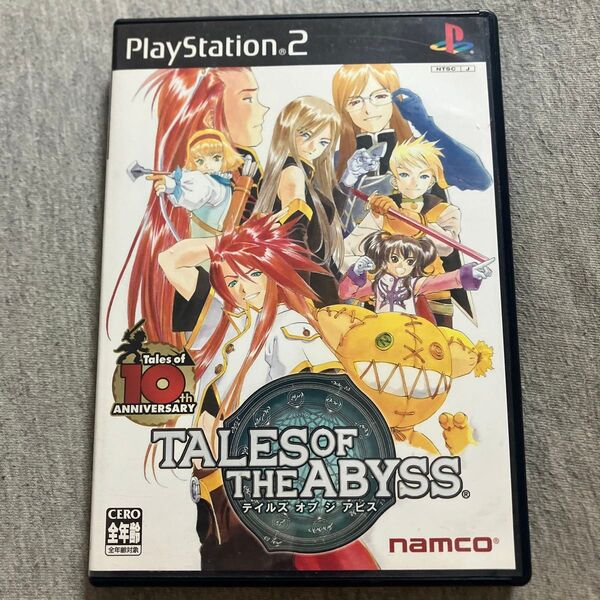 PlayStation®2
NTSC J
Tales of
10th
ANNIVERSARY
TALES OF
THE ABYSS®
テイルズ オブ ジ アビス
CERO
全年齢
全年齢対象
namco®